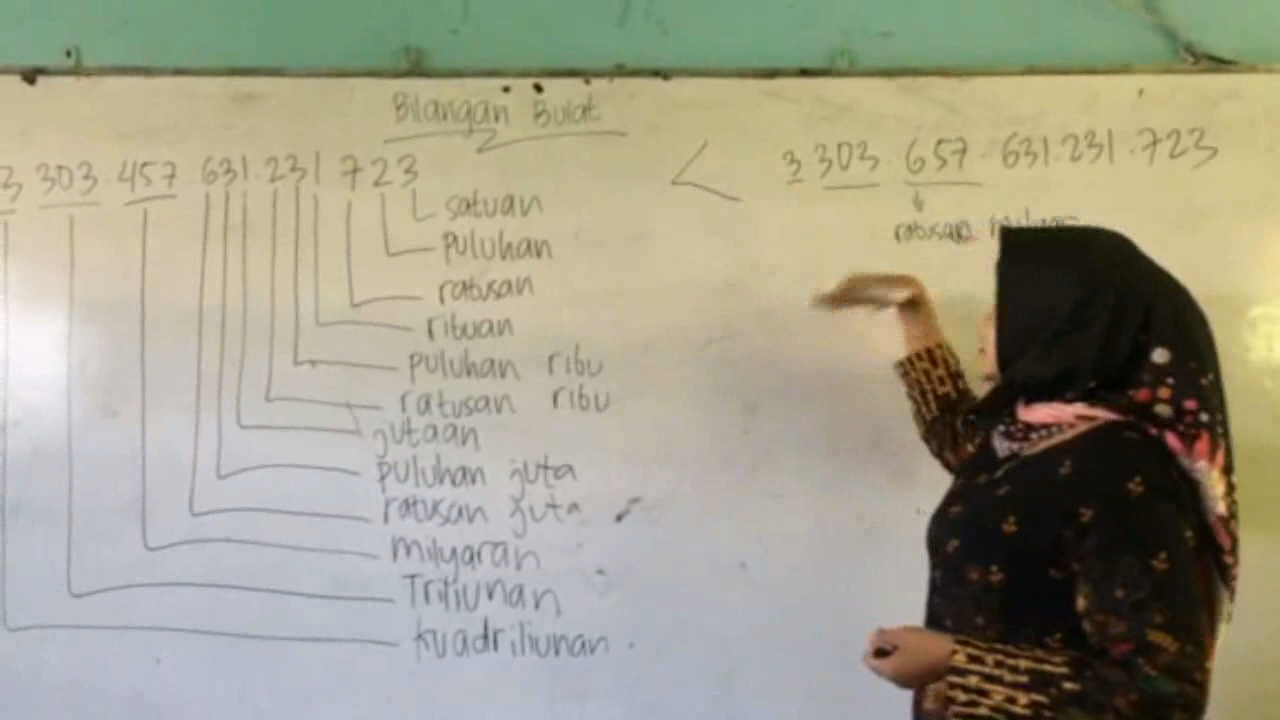 Bilangan Bulat
3 303 457 631 231 723 < 3 303 657 631.231.723
satuan
ratusan
puluhan
ratusan
ribuan
puluhan ribu
ratusan ribu
jutaan
puluhan juta
ratusan juta
Milyaran
Triliunan
kuadriliunan.